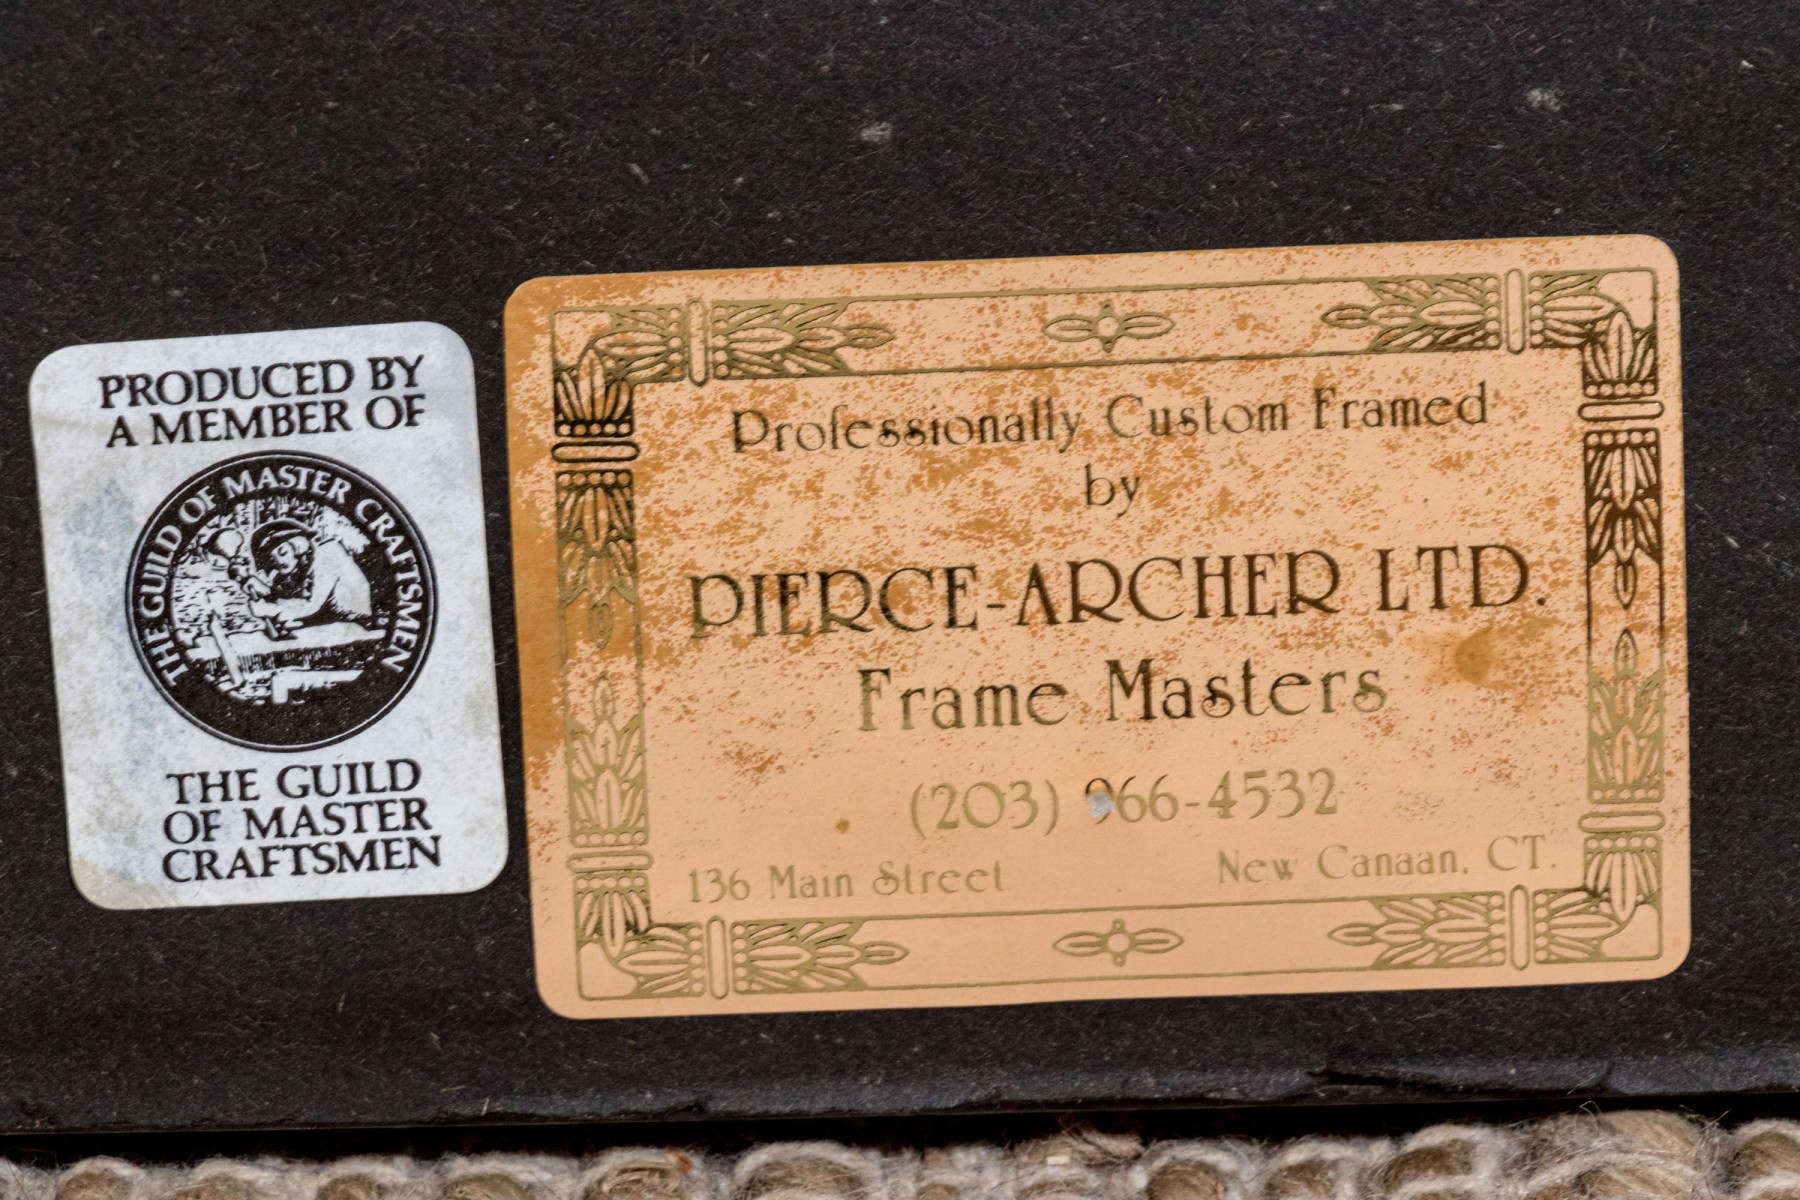 PRODUCED BY
A MEMBER OF
THE GUILD OF MASTER CRAFTSMEN
THE GUILD
OF MASTER
CRAFTSMEN
Professionally Custom Framed
by
PIERCE-ARCHER LTD.
Frame Masters
(203) 966-4532
136 Main Street
New Canaan, CT.